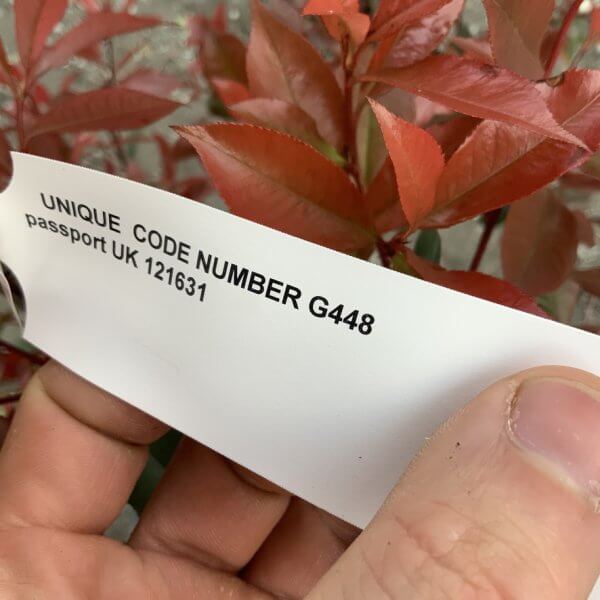 UNIQUE CODE NUMBER G448
passport UK 121631